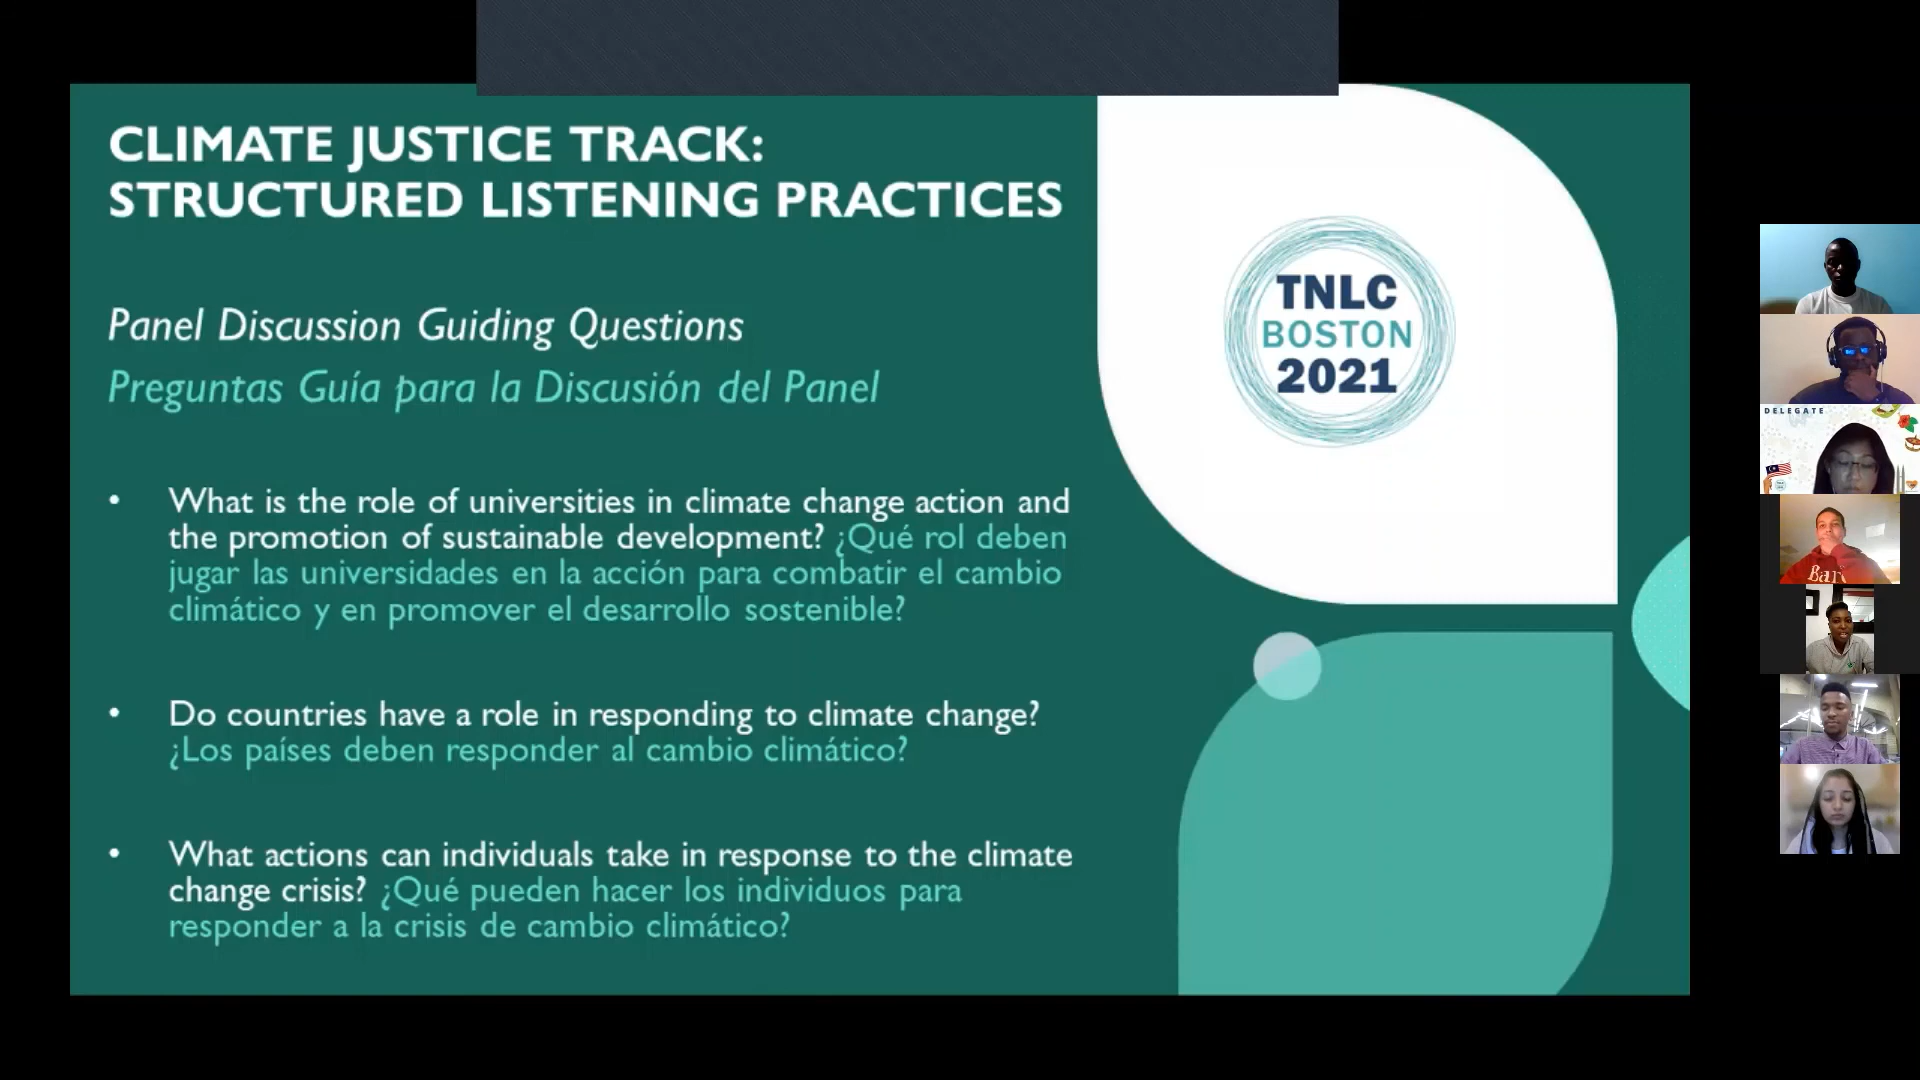 CLIMATE JUSTICE TRACK:
STRUCTURED LISTENING PRACTICES
Panel Discussion Guiding Questions
Preguntas Guía para la Discusión del Panel
• What is the role of universities in climate change action and
the promotion of sustainable development? ¿Qué rol deben
jugar las universidades en la acción para combatir el cambio
climático y en promover el desarrollo sostenible?
• Do countries have a role in responding to climate change?
¿Los países deben responder al cambio climático?
• What actions can individuals take in response to the climate
change crisis? ¿Qué pueden hacer los individuos para
responder a la crisis de cambio climático?
TNLC
BOSTON
2021
DELEGATE